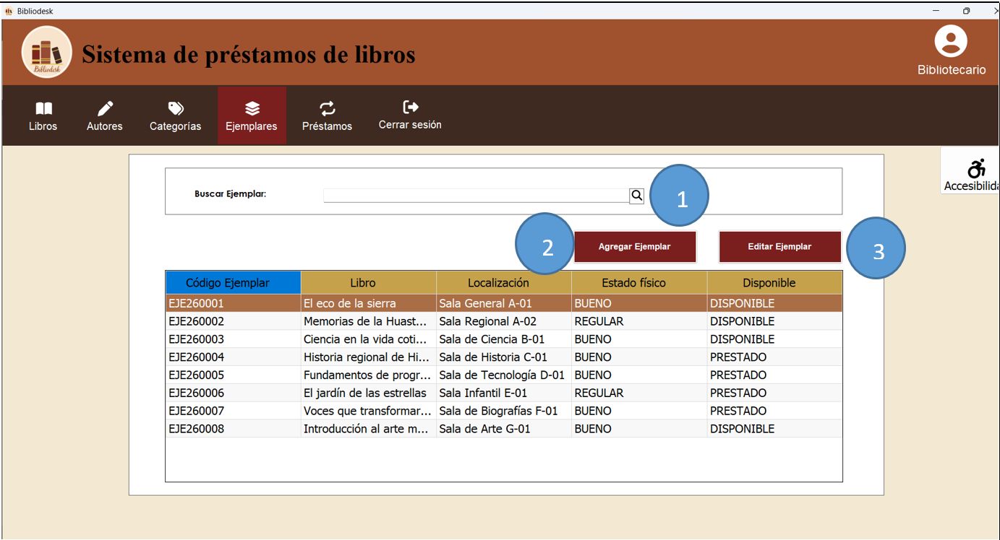 Bibliodesk
Bibliodesk
Sistema de préstamos de libros
Bibliotecario
Libros
Autores
Categorías
Ejemplares
Préstamos
Cerrar sesión
Accesibilida
Buscar Ejemplar:
1
2
Agregar Ejemplar
Editar Ejemplar
3
Código Ejemplar Libro Localización Estado físico Disponible
EJE260001 El eco de la sierra Sala General A-01 BUENO DISPONIBLE
EJE260002 Memorias de la Huast... Sala Regional A-02 REGULAR DISPONIBLE
EJE260003 Ciencia en la vida coti... Sala de Ciencia B-01 BUENO DISPONIBLE
EJE260004 Historia regional de Hi... Sala de Historia C-01 BUENO PRESTADO
EJE260005 Fundamentos de progr... Sala de Tecnología D-01 BUENO PRESTADO
EJE260006 El jardín de las estrellas Sala Infantil E-01 REGULAR PRESTADO
EJE260007 Voces que transformar... Sala de Biografías F-01 BUENO PRESTADO
EJE260008 Introducción al arte m... Sala de Arte G-01 BUENO DISPONIBLE